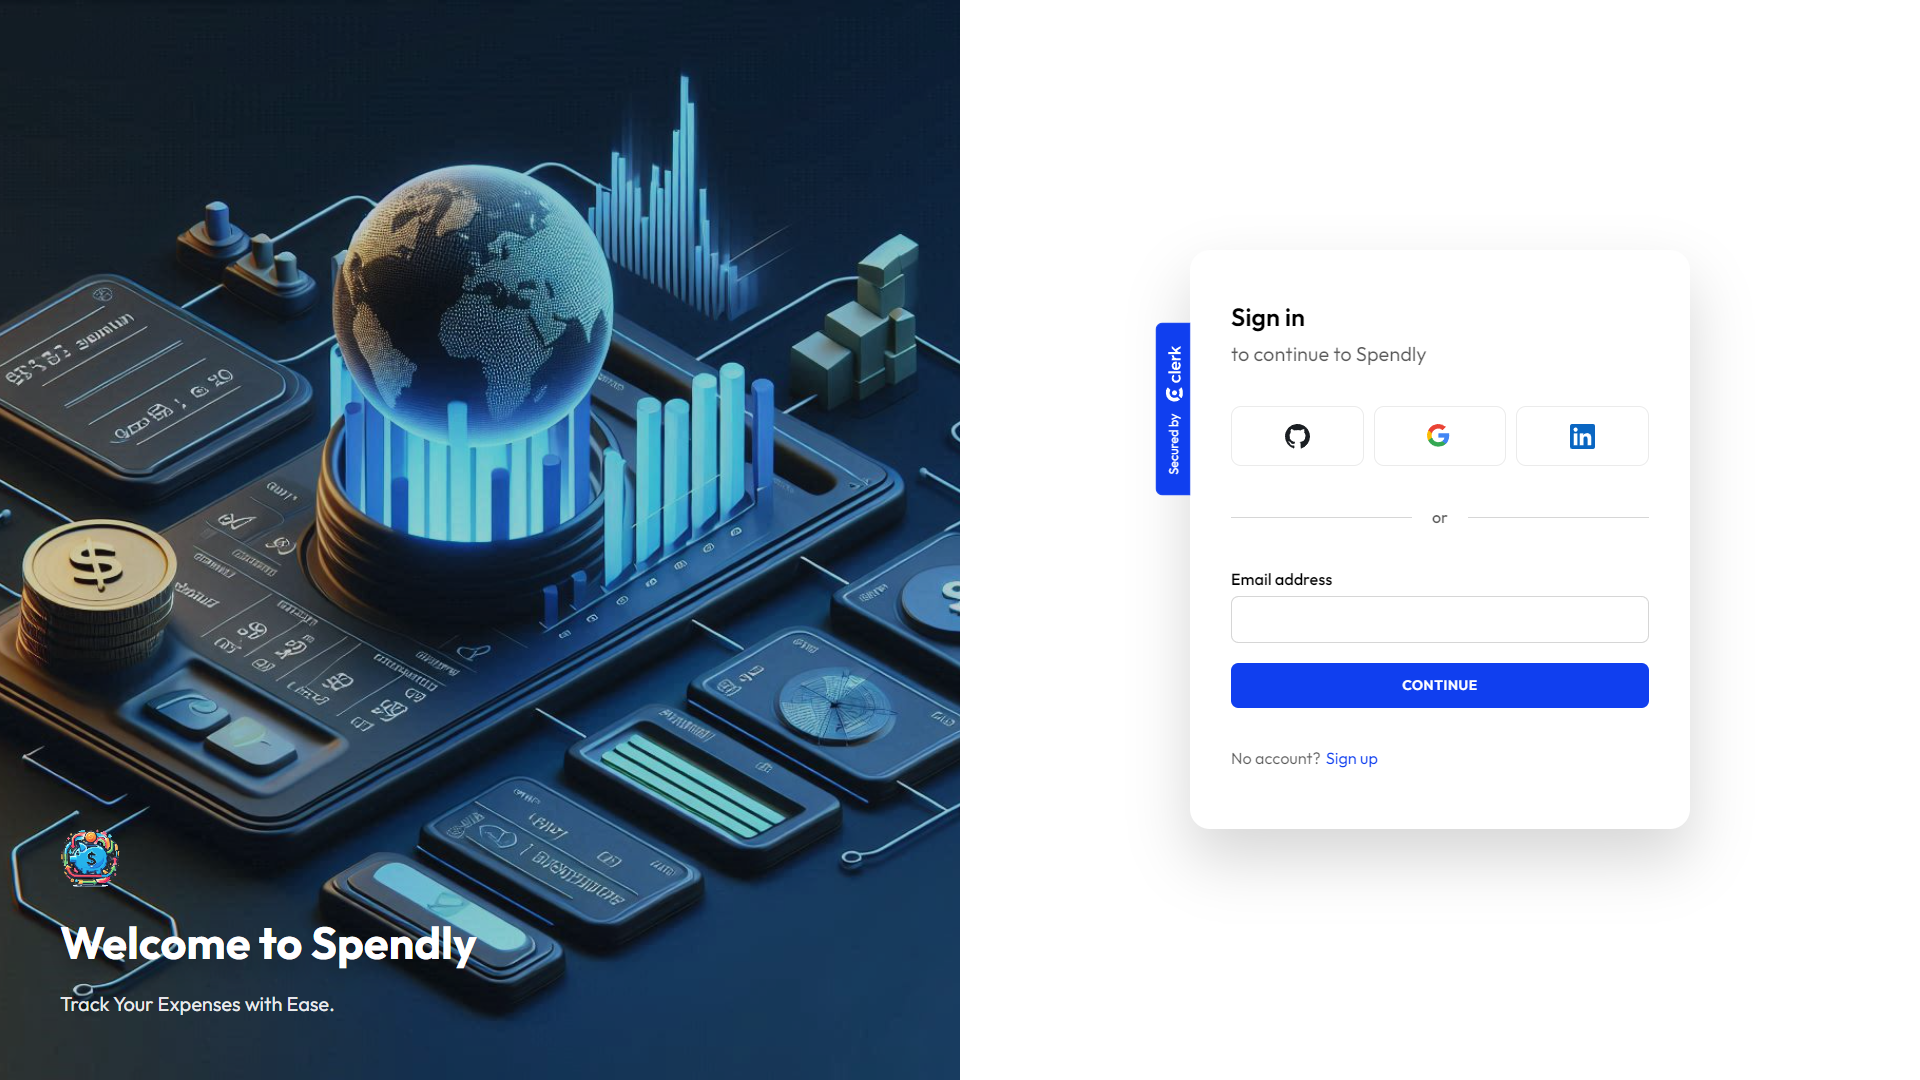 Welcome to Spendly
Track Your Expenses with Ease.
Secured by clerk
Sign in
to continue to Spendly
or
Email address
CONTINUE
No account? Sign up